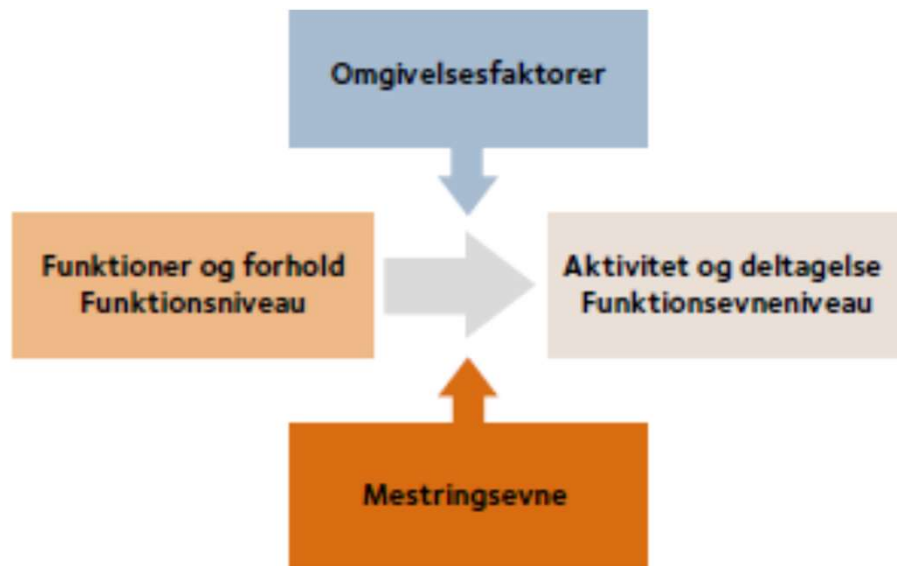 Omgivelsesfaktorer
Funktioner og forhold
Funktionsniveau
Aktivitet og deltagelse
Funktionsevneniveau
Mestringsevne